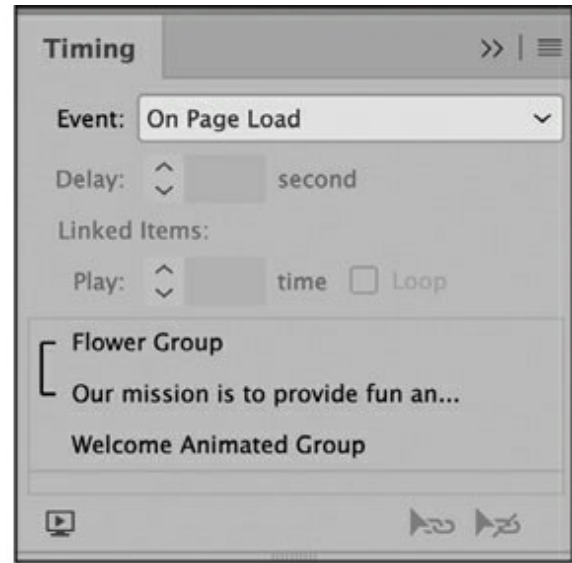 Timing
Event: On Page Load
Delay: second
Linked Items:
Play: time Loop
Flower Group
Our mission is to provide fun an...
Welcome Animated Group